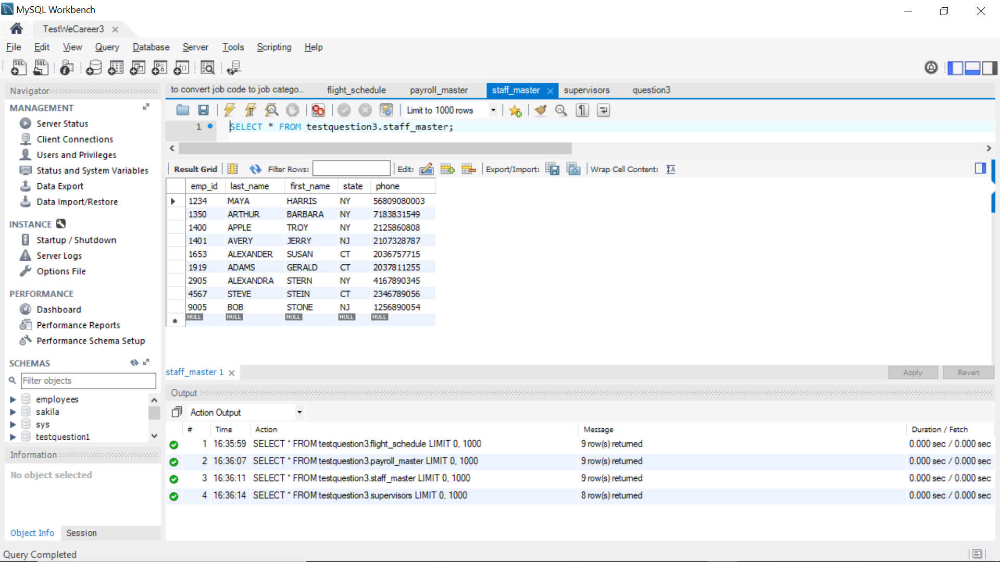 MySQL Workbench
TestWeCareer3
File Edit View Query Database Server Tools Scripting Help
Navigator
MANAGEMENT
Server Status
Client Connections
Users and Privileges
Status and System Variables
Data Export
Data Import/Restore
INSTANCE
Startup / Shutdown
Server Logs
Options File
PERFORMANCE
Dashboard
Performance Reports
Performance Schema Setup
SCHEMAS
Filter objects
employees
sakila
sys
testquestion1
Information
No object selected
Object Info Session
to convert job code to job catego... flight_schedule payroll_master staff_master supervisors question3
Limit to 1000 rows
1 SELECT * FROM testquestion3.staff_master;
Result Grid Filter Rows: Edit: Export/Import: Wrap Cell Content:
emp_id last_name first_name state phone
1234 MAYA HARRIS NY 56809080003
1350 ARTHUR BARBARA NY 7183831549
1400 APPLE TROY NY 2125860808
1401 AVERY JERRY NJ 2107328787
1653 ALEXANDER SUSAN CT 2036757715
1919 ADAMS GERALD CT 2037811255
2905 ALEXANDRA STERN NY 4167890345
4567 STEVE STEIN CT 2346789056
9005 BOB STONE NJ 1256890054
NULL NULL NULL NULL NULL
staff_master 1 Apply Revert
Output
Action Output
# Time Action Message Duration / Fetch
1 16:35:59 SELECT * FROM testquestion3.flight_schedule LIMIT 0, 1000 9 row(s) returned 0.000 sec / 0.000 sec
2 16:36:07 SELECT * FROM testquestion3.payroll_master LIMIT 0, 1000 9 row(s) returned 0.000 sec / 0.000 sec
3 16:36:11 SELECT * FROM testquestion3.staff_master LIMIT 0, 1000 9 row(s) returned 0.000 sec / 0.000 sec
4 16:36:14 SELECT * FROM testquestion3.supervisors LIMIT 0, 1000 8 row(s) returned 0.000 sec / 0.000 sec
Query Completed